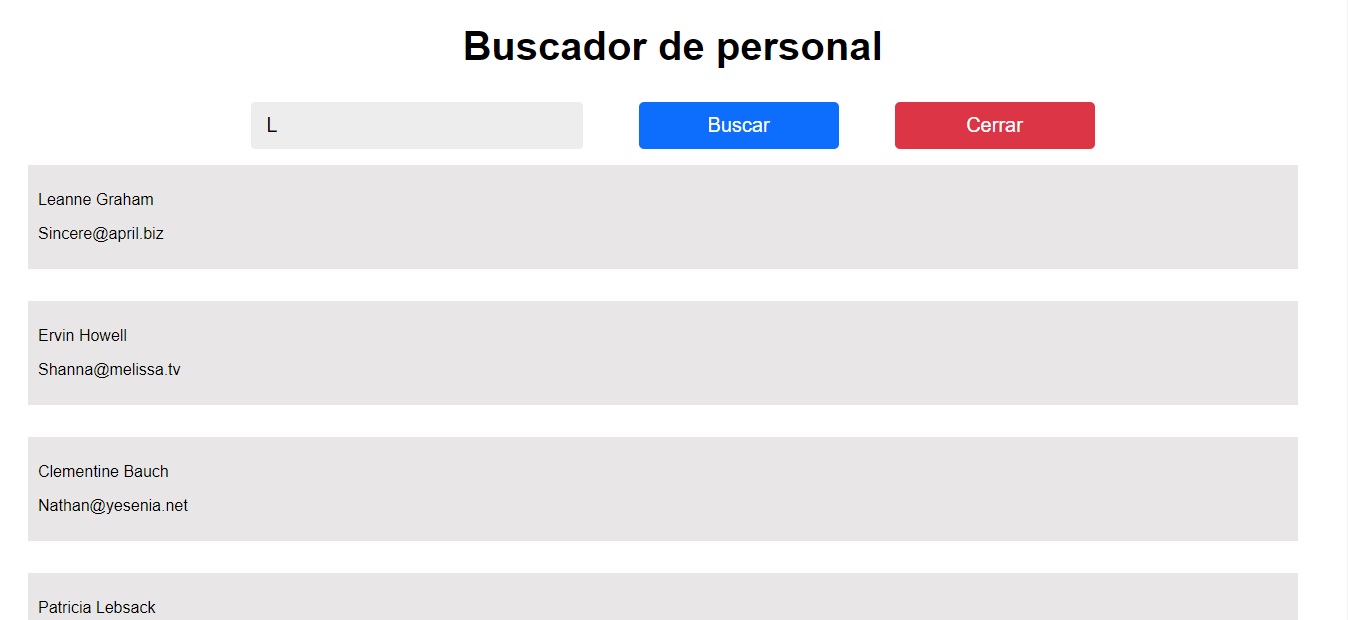 Buscador de personal
L
Buscar
Cerrar
Leanne Graham
Sincere@april.biz
Ervin Howell
Shanna@melissa.tv
Clementine Bauch
Nathan@yesenia.net
Patricia Lebsack